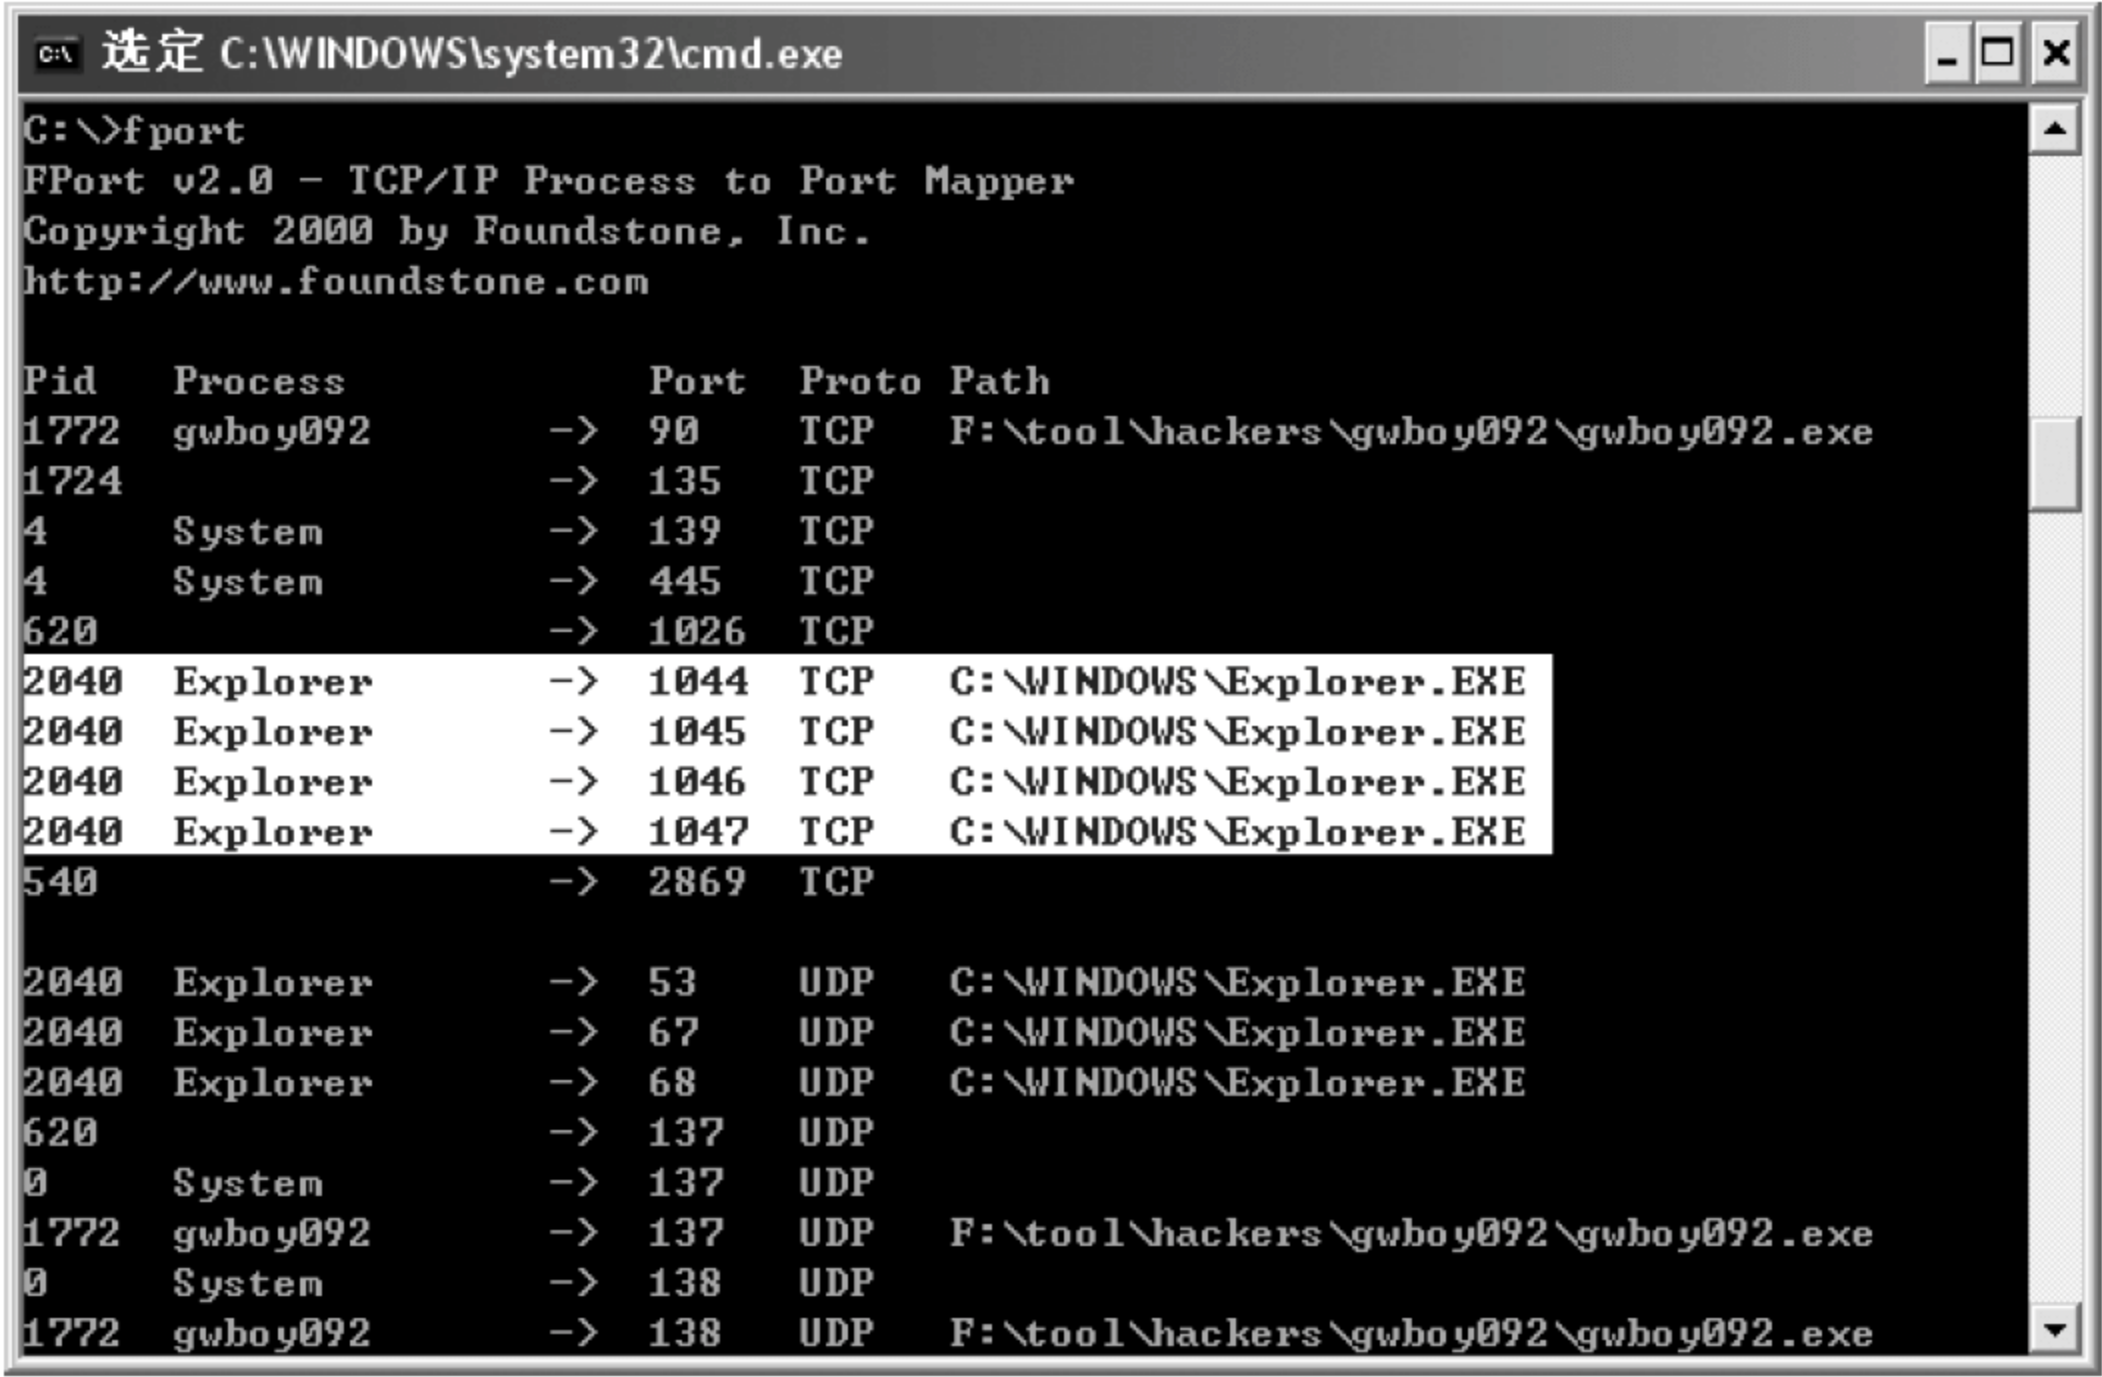 选定 C:\WINDOWS\system32\cmd.exe
C:\>fport
FPort v2.0 - TCP/IP Process to Port Mapper
Copyright 2000 by Foundstone, Inc.
http://www.foundstone.com
Pid Process Port Proto Path
1772 gwboy092 -> 90 TCP F:\tool\hackers\gwboy092\gwboy092.exe
1724 -> 135 TCP
4 System -> 139 TCP
4 System -> 445 TCP
620 -> 1026 TCP
2040 Explorer -> 1044 TCP C:\WINDOWS\Explorer.EXE
2040 Explorer -> 1045 TCP C:\WINDOWS\Explorer.EXE
2040 Explorer -> 1046 TCP C:\WINDOWS\Explorer.EXE
2040 Explorer -> 1047 TCP C:\WINDOWS\Explorer.EXE
540 -> 2869 TCP
2040 Explorer -> 53 UDP C:\WINDOWS\Explorer.EXE
2040 Explorer -> 67 UDP C:\WINDOWS\Explorer.EXE
2040 Explorer -> 68 UDP C:\WINDOWS\Explorer.EXE
620 -> 137 UDP
0 System -> 137 UDP
1772 gwboy092 -> 137 UDP F:\tool\hackers\gwboy092\gwboy092.exe
0 System -> 138 UDP
1772 gwboy092 -> 138 UDP F:\tool\hackers\gwboy092\gwboy092.exe